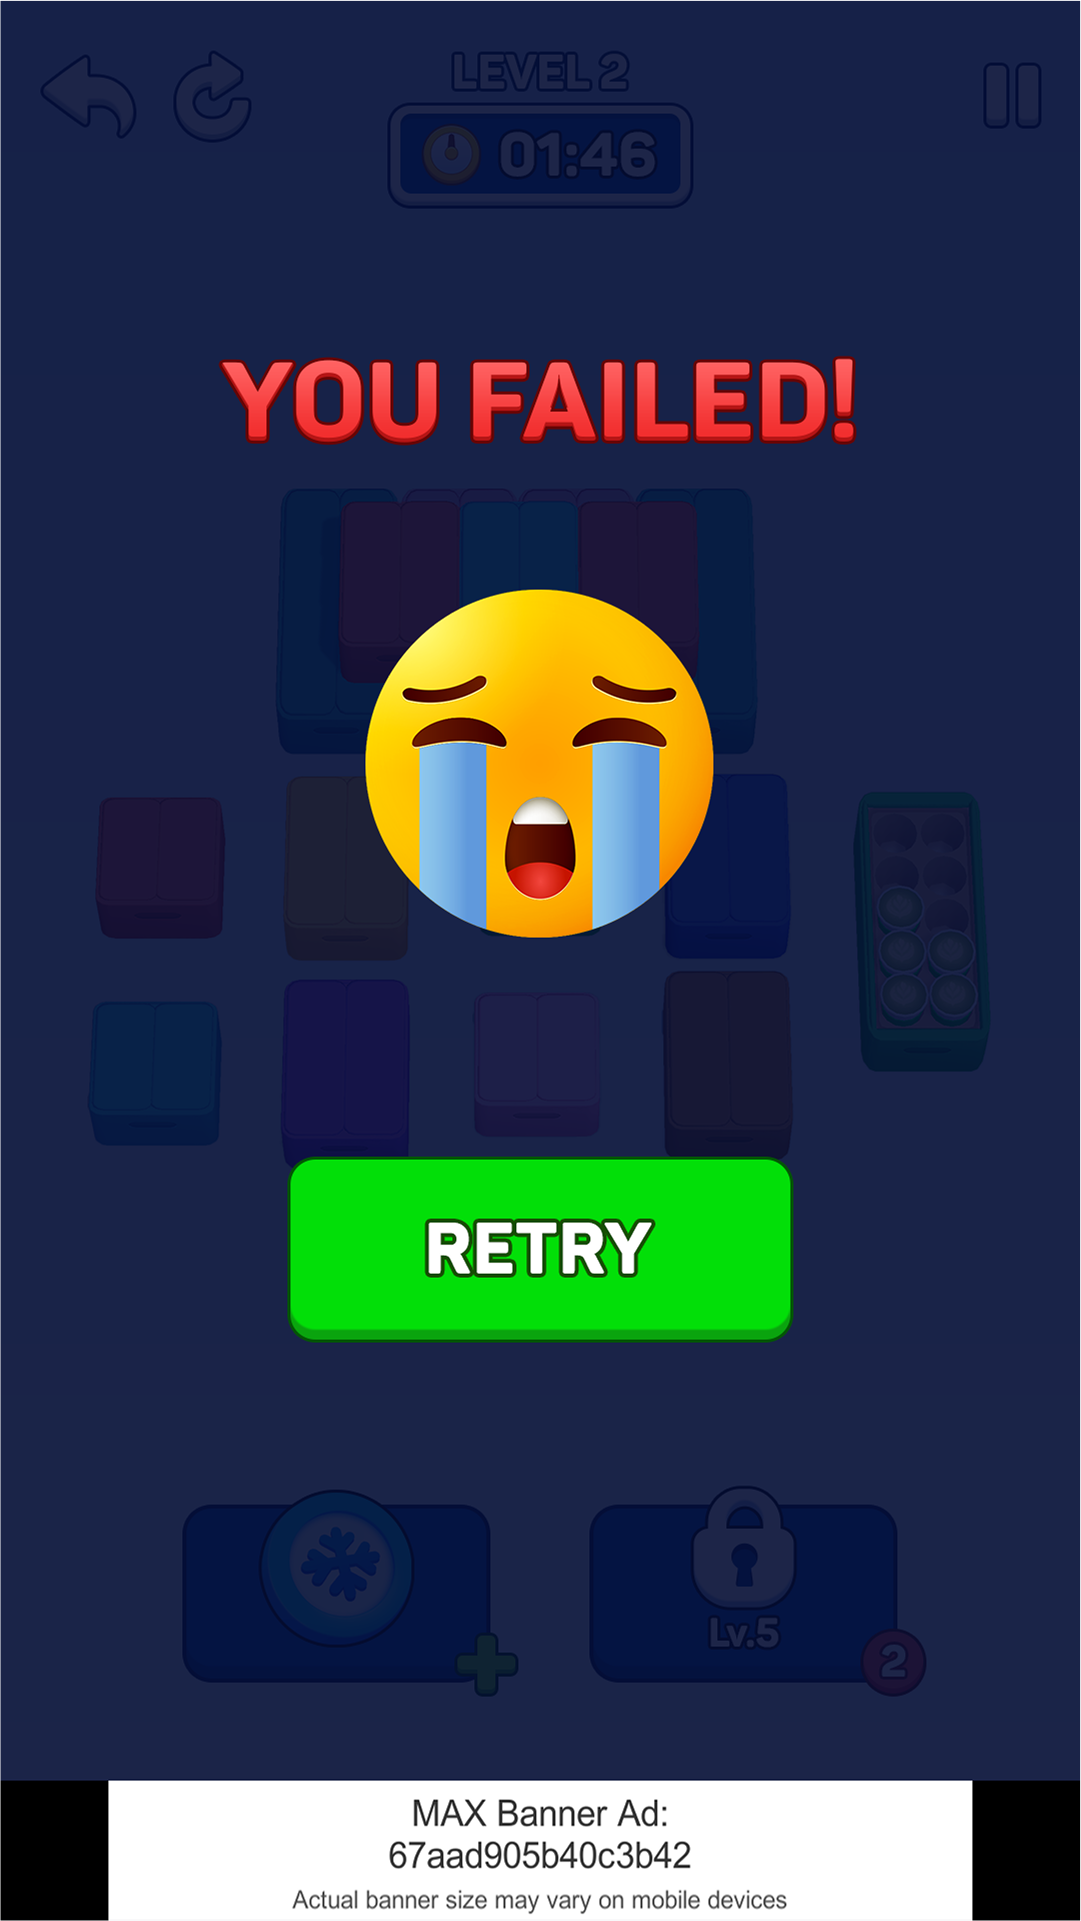 LEVEL 2
01:46
YOU FAILED!
RETRY
Lv.5
2
MAX Banner Ad:
67aad905b40c3b42
Actual banner size may vary on mobile devices